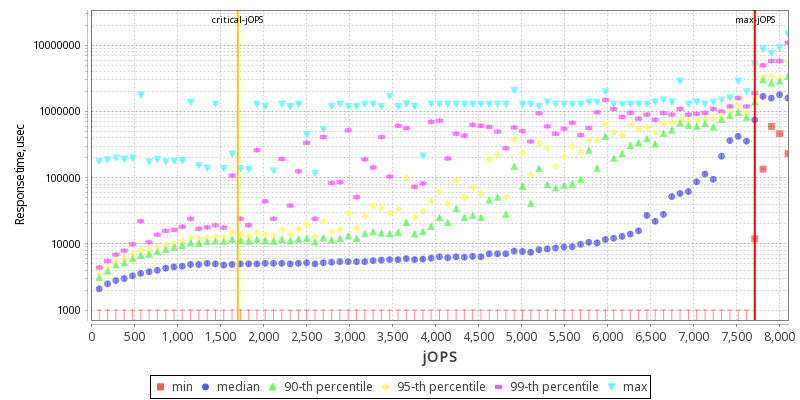 critical-jOPS
max-jOPS
Response time, usec
10000000
1000000
100000
10000
1000
0
500
1,000
1,500
2,000
2,500
3,000
3,500
4,000
4,500
5,000
5,500
6,000
6,500
7,000
7,500
8,000
jOPS
min
median
90-th percentile
95-th percentile
99-th percentile
max